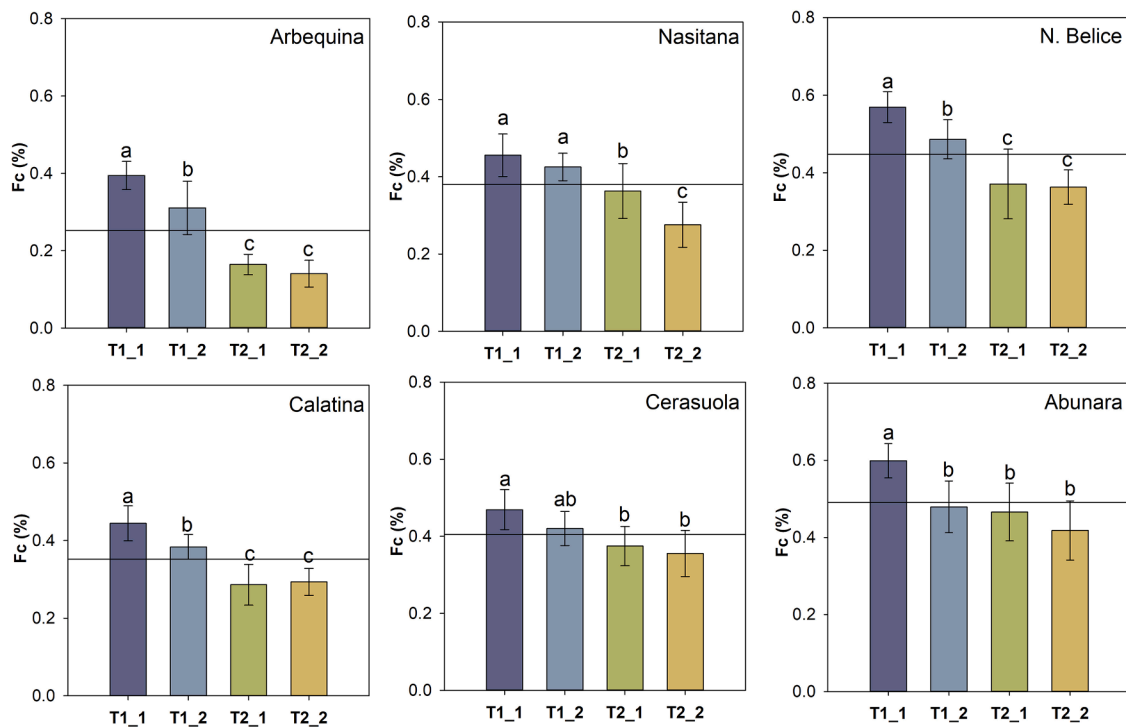 Arbequina
0.8
0.6
0.4
0.2
0.0
Fc (%)
a
b
c
c
T1_1 T1_2 T2_1 T2_2
Nasitana
0.8
0.6
0.4
0.2
0.0
Fc (%)
a
a
b
c
T1_1 T1_2 T2_1 T2_2
N. Belice
0.8
0.6
0.4
0.2
0.0
Fc (%)
a
b
c
c
T1_1 T1_2 T2_1 T2_2
Calatina
0.8
0.6
0.4
0.2
0.0
Fc (%)
a
b
c
c
T1_1 T1_2 T2_1 T2_2
Cerasuola
0.8
0.6
0.4
0.2
0.0
Fc (%)
a
ab
b
b
T1_1 T1_2 T2_1 T2_2
Abunara
0.8
0.6
0.4
0.2
0.0
Fc (%)
a
b
b
b
T1_1 T1_2 T2_1 T2_2